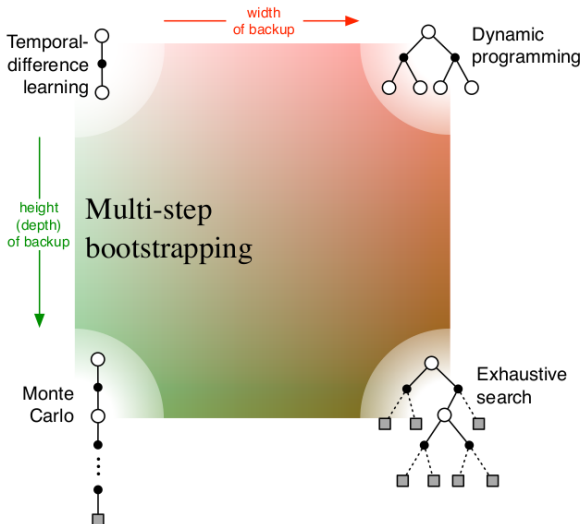 width
of backup
Temporal-
difference
learning
Dynamic
programming
height
(depth)
of backup
Multi-step
bootstrapping
Monte
Carlo
Exhaustive
search